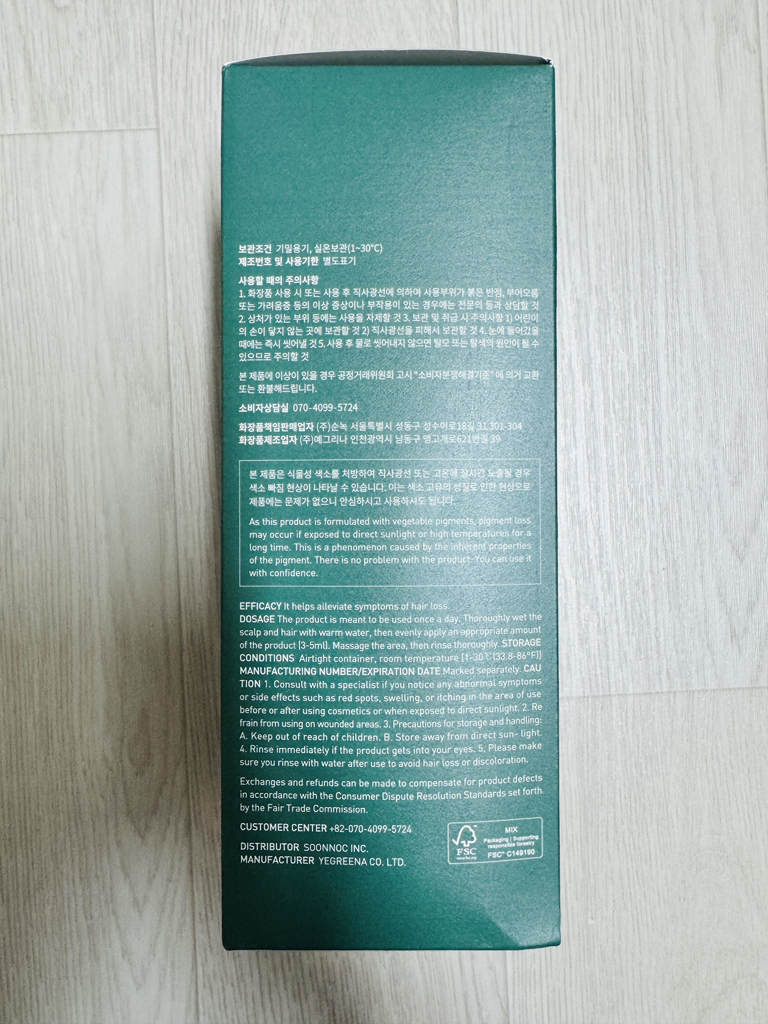 보관조건 기밀용기, 실온보관(1~30℃)
제조번호 및 사용기한 별도표기
사용할 때의 주의사항
1. 화장품 사용 시 또는 사용 후 직사광선에 의하여 사용부위가 붉은 반점, 부어오름
또는 가려움증 등의 이상 증상이나 부작용이 있는 경우에는 전문의 등과 상담할 것
2. 상처가 있는 부위 등에는 사용을 자제할 것 3. 보관 및 취급 시 주의사항 1) 어린이
의 손이 닿지 않는 곳에 보관할 것 2) 직사광선을 피해서 보관할 것 4. 눈에 들어갔을
때에는 즉시 씻어낼 것 5. 사용 후 물로 씻어내지 않으면 탈모 또는 탈색의 원인이 될 수
있으므로 주의할 것
본 제품에 이상이 있을 경우 공정거래위원회 고시 "소비자분쟁해결기준" 에 의거 교환
또는 환불해드립니다.
소비자상담실 070-4099-5724
화장품책임판매업자 (주)순녹 서울특별시 성동구 성수이로18길 31 301-304
화장품제조업자 (주)예그리나 인천광역시 남동구 앵고개로621번길 39
본 제품은 식물성 색소를 처방하여 직사광선 또는 고온에 장시간 노출될 경우
색소 빠짐 현상이 나타날 수 있습니다. 이는 색소 고유의 성질로 인한 현상으로
제품에는 문제가 없으니 안심하시고 사용하셔도 됩니다.
As this product is formulated with vegetable pigments, pigment loss
may occur if exposed to direct sunlight or high temperatures for a
long time. This is a phenomenon caused by the inherent properties
of the pigment. There is no problem with the product. You can use it
with confidence.
EFFICACY It helps alleviate symptoms of hair loss.
DOSAGE The product is meant to be used once a day. Thoroughly wet the
scalp and hair with warm water, then evenly apply an appropriate amount
of the product (3-5ml). Massage the area, then rinse thoroughly. STORAGE
CONDITIONS Airtight container, room temperature [1-30℃(33.8-86°F)]
MANUFACTURING NUMBER/EXPIRATION DATE Marked separately. CAU
TION 1. Consult with a specialist if you notice any abnormal symptoms
or side effects such as red spots, swelling, or itching in the area of use
before or after using cosmetics or when exposed to direct sunlight. 2. Re
frain from using on wounded areas. 3. Precautions for storage and handling:
A. Keep out of reach of children. B. Store away from direct sun- light.
4. Rinse immediately if the product gets into your eyes. 5. Please make
sure you rinse with water after use to avoid hair loss or discoloration.
Exchanges and refunds can be made to compensate for product defects
in accordance with the Consumer Dispute Resolution Standards set forth
by the Fair Trade Commission.
CUSTOMER CENTER +82-070-4099-5724
DISTRIBUTOR SOONNOC INC.
MANUFACTURER YEGREENA CO. LTD.
FSC
www.fsc.org
MIX
Packaging | Supporting
responsible forestry
FSC® C149190